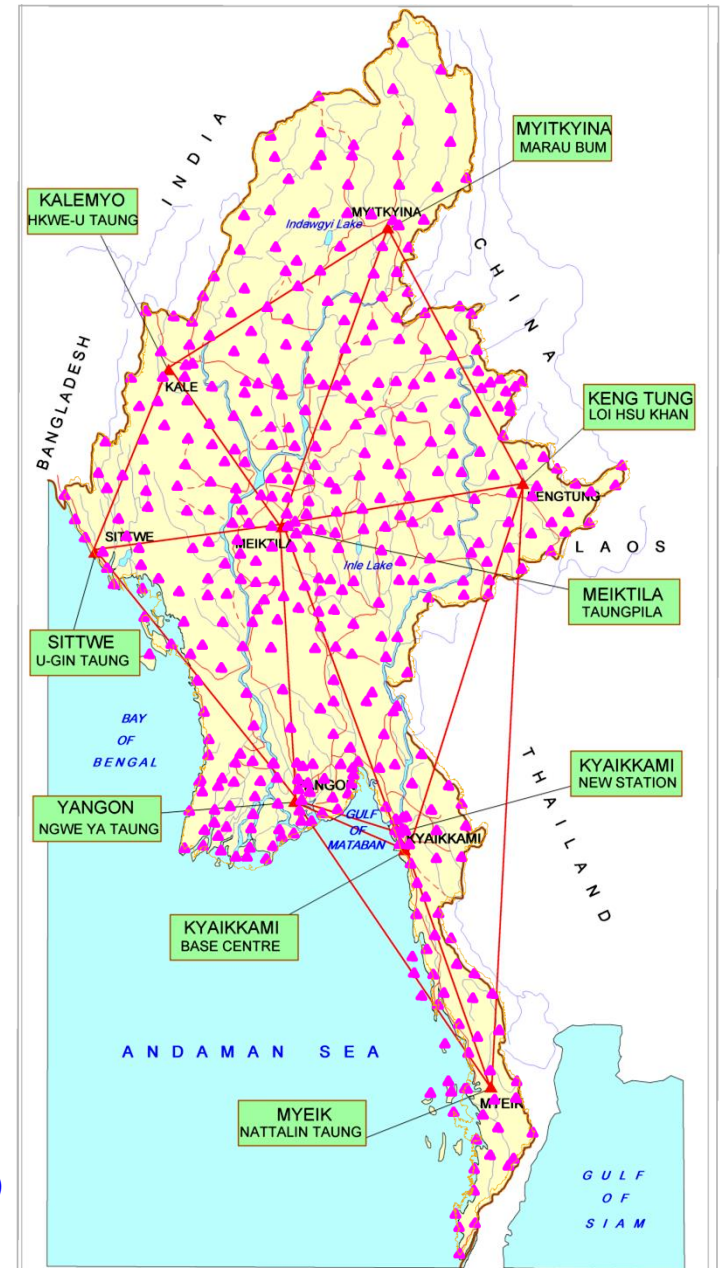 MYITKYINA
MARAU BUM
INDIA
KALEMYO
HKWE-U TAUNG
MYITKYINA
Indawgyi Lake
CHINA
BANGLADESH
KALE
KENG TUNG
LOI HSU KHAN
KENGTUNG
SITTWE
MEIKTILA
LAOS
Inle Lake
MEIKTILA
TAUNGPILA
SITTWE
U-GIN TAUNG
BAY
OF
BENGAL
THAILAND
KYAIKKAMI
NEW STATION
YANGON
NGWE YA TAUNG
GULF
OF
MATABAN
KYAIKKAMI
KYAIKKAMI
BASE CENTRE
ANDAMAN SEA
MYEIK
MYEIK
NATTALIN TAUNG
GULF
OF
SIAM
)